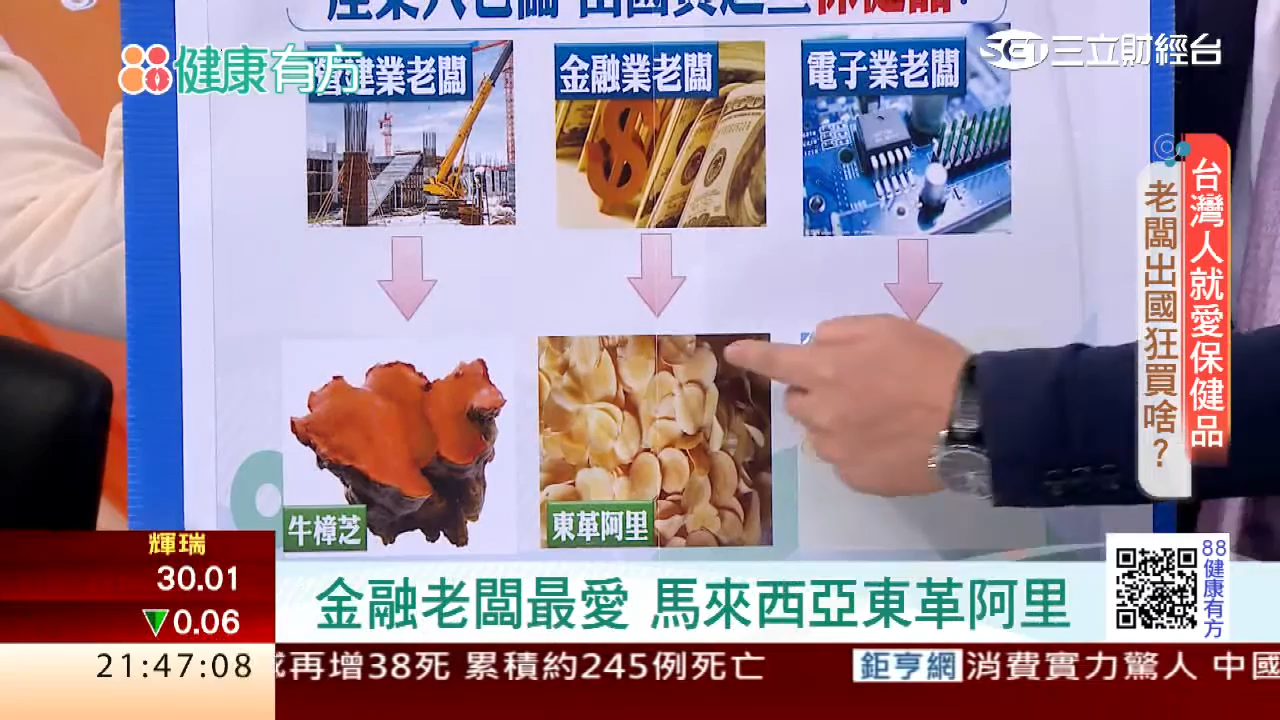 健康有方
三立財經台
營建業老闆
金融業老闆
電子業老闆
台灣人就愛保健品
老闆出國狂買啥？
牛樟芝
東革阿里
輝瑞
30.01
▼0.06
金融老闆最愛 馬來西亞東革阿里
88健康有方
21:47:08
再增38死 累積約245例死亡
鉅亨網 消費實力驚人 中國